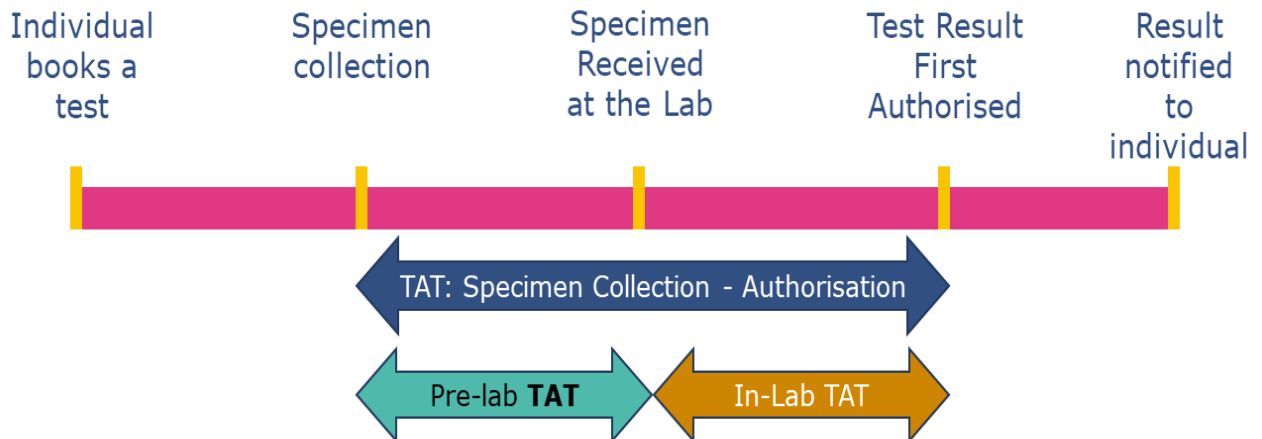 Individual
books a
test
Specimen
collection
Specimen
Received
at the Lab
Test Result
First
Authorised
Result
notified
to
individual
TAT: Specimen Collection - Authorisation
Pre-lab TAT
In-Lab TAT